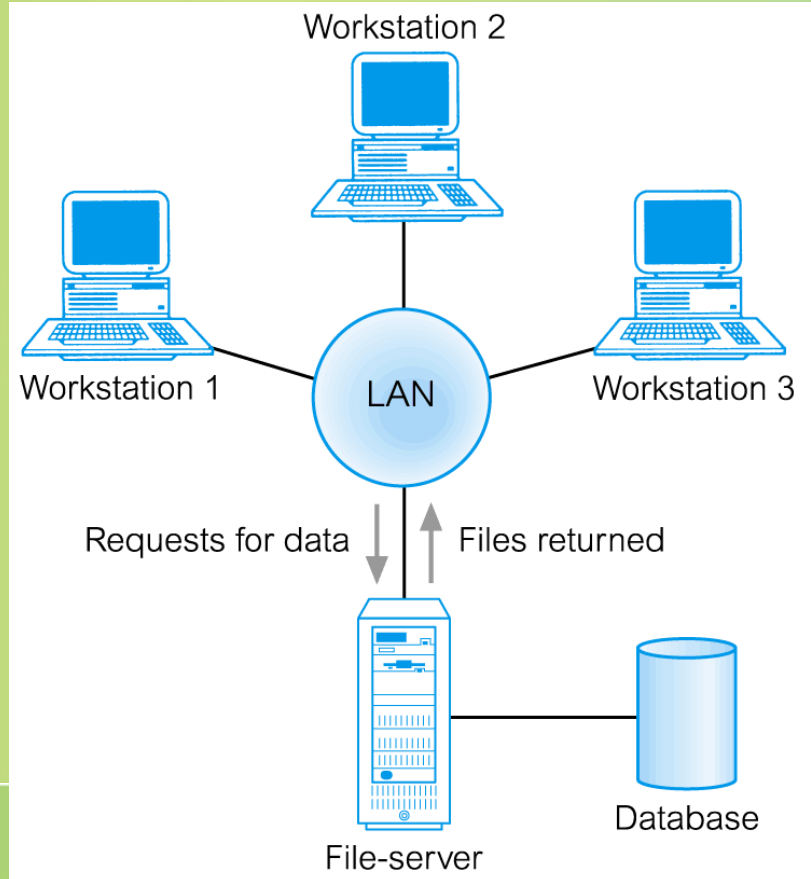 Workstation 2
Workstation 1
LAN
Workstation 3
Requests for data
Files returned
Database
File-server